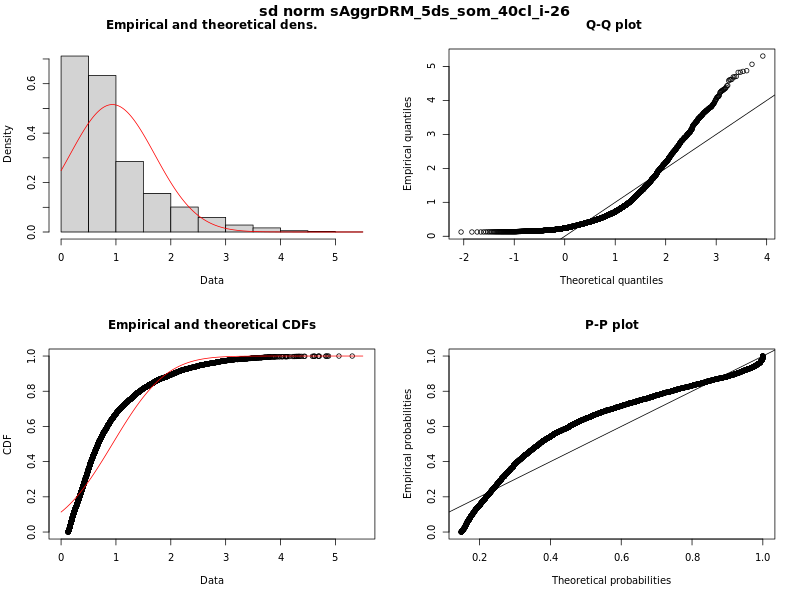 sd norm sAggrDRM_5ds_som_40cl_i-26
Empirical and theoretical dens.
Density
0.0 0.2 0.4 0.6
0 1 2 3 4 5
Data
Q-Q plot
Empirical quantiles
0 1 2 3 4 5
-2 -1 0 1 2 3 4
Theoretical quantiles
Empirical and theoretical CDFs
CDF
0.0 0.2 0.4 0.6 0.8 1.0
0 1 2 3 4 5
Data
P-P plot
Empirical probabilities
0.0 0.2 0.4 0.6 0.8 1.0
0.2 0.4 0.6 0.8 1.0
Theoretical probabilities